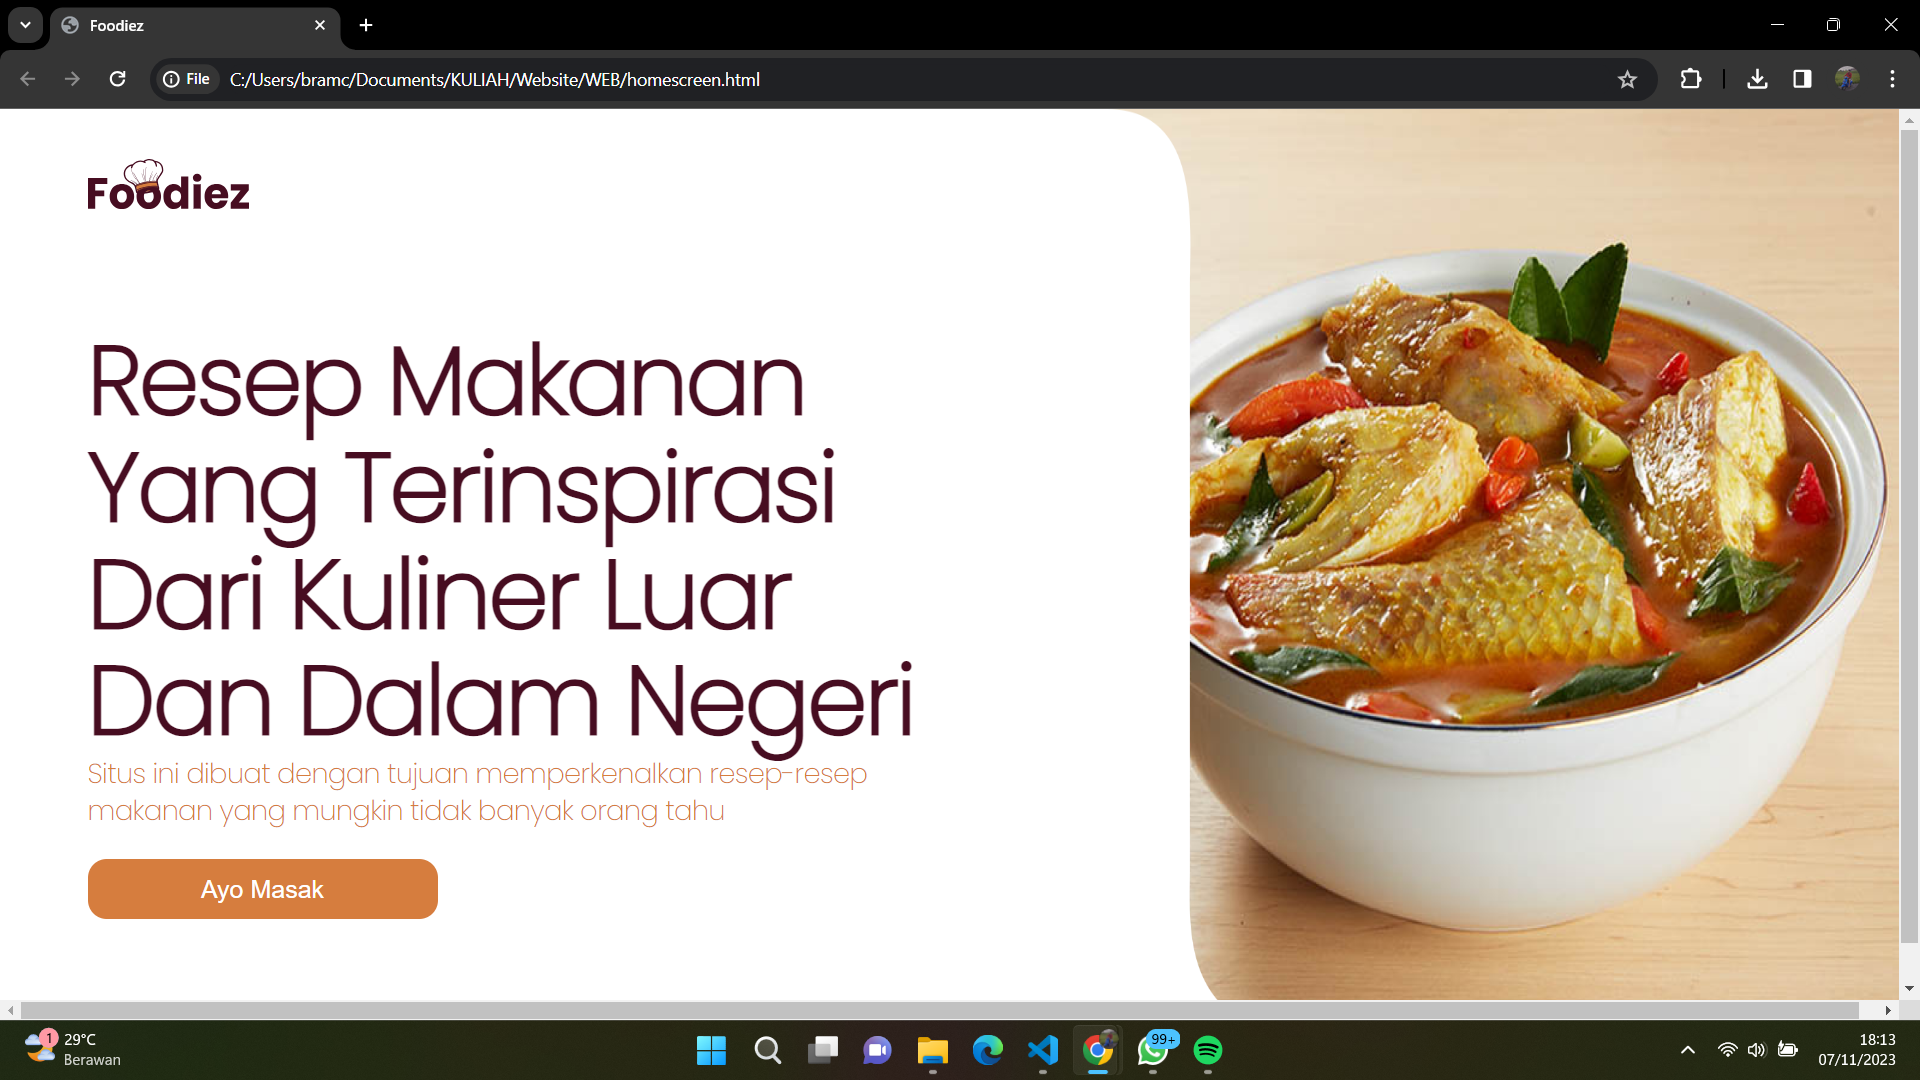 Foodiez
File
C:/Users/bramc/Documents/KULIAH/Website/WEB/homescreen.html
Foodiez
Resep Makanan
Yang Terinspirasi
Dari Kuliner Luar
Dan Dalam Negeri
Situs ini dibuat dengan tujuan memperkenalkan resep-resep
makanan yang mungkin tidak banyak orang tahu
Ayo Masak
1
29°C
Berawan
99+
18:13
07/11/2023